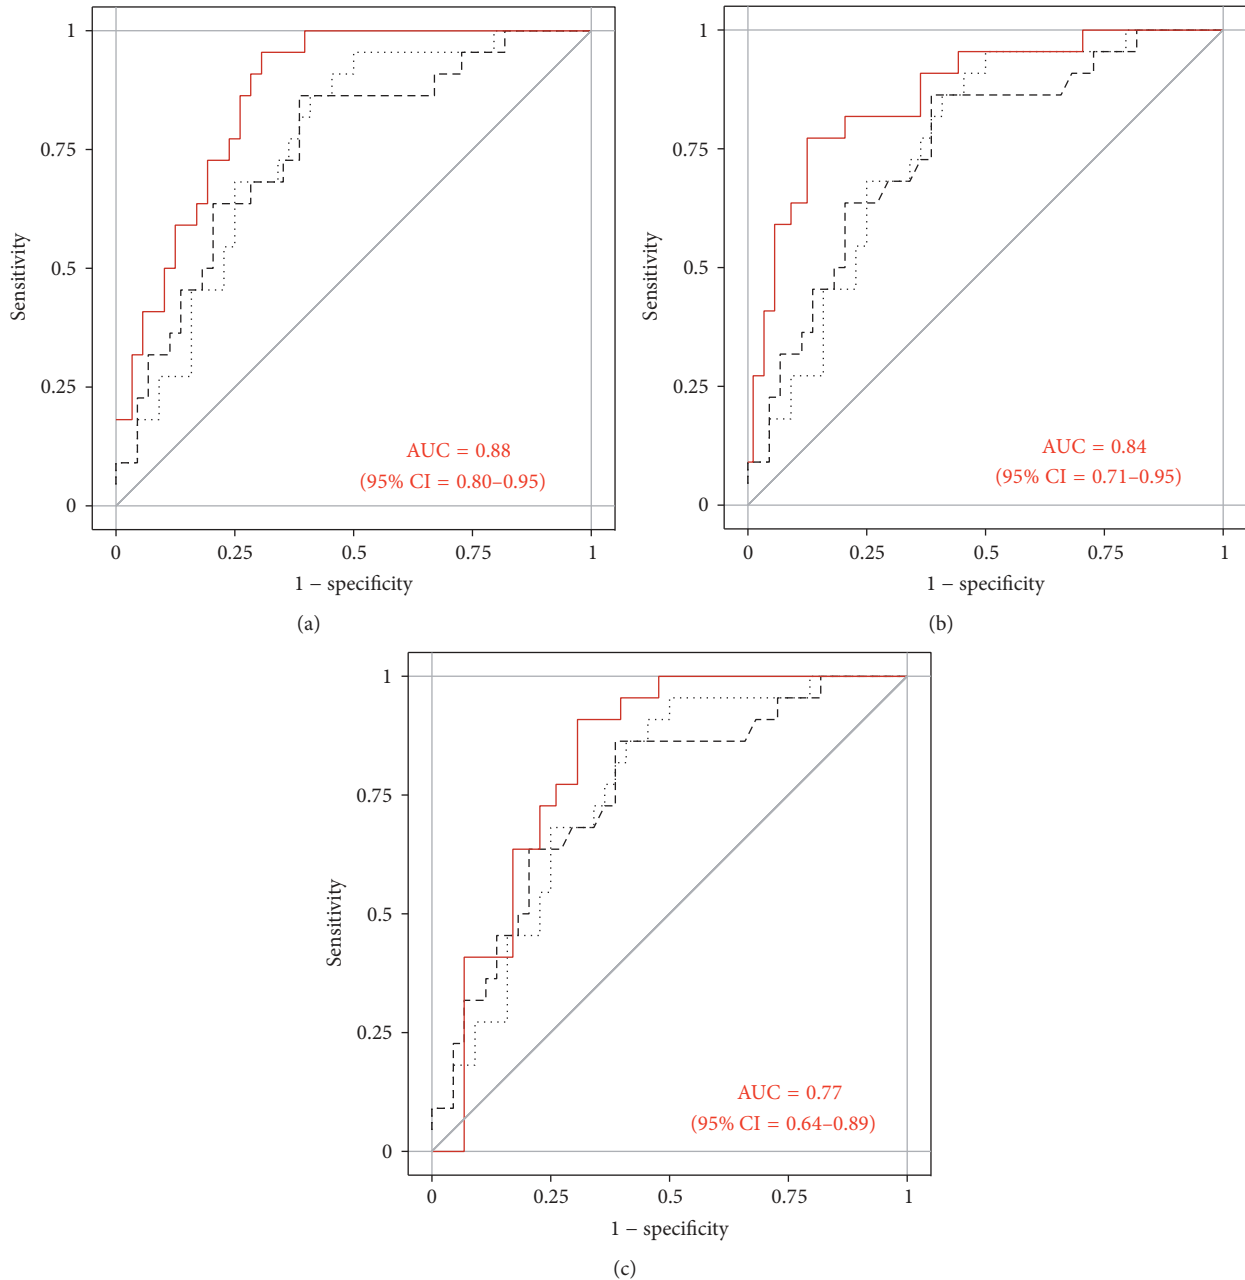 1
0.75
0.5
0.25
0
Sensitivity
AUC = 0.88
(95% CI = 0.80–0.95)
0 0.25 0.5 0.75 1
1 − specificity
(a)
1
0.75
0.5
0.25
0
Sensitivity
AUC = 0.84
(95% CI = 0.71–0.95)
0 0.25 0.5 0.75 1
1 − specificity
(b)
1
0.75
0.5
0.25
0
Sensitivity
AUC = 0.77
(95% CI = 0.64–0.89)
0 0.25 0.5 0.75 1
1 − specificity
(c)